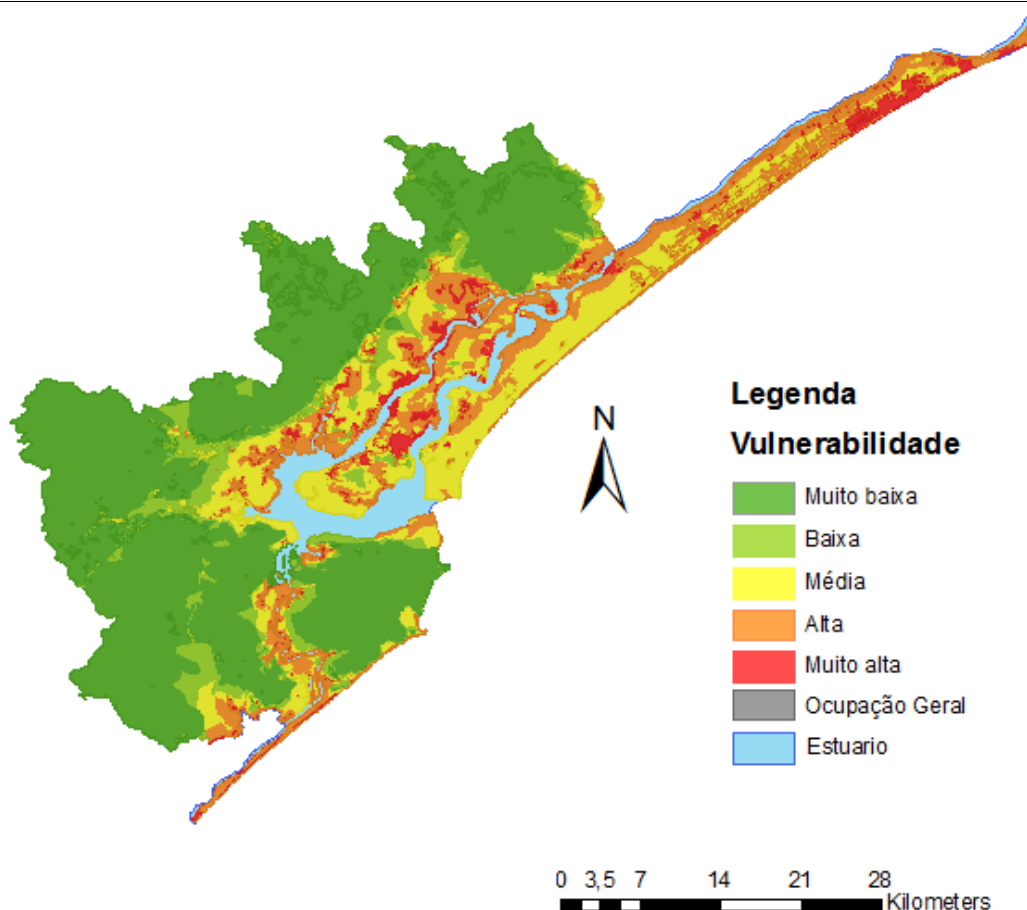 N
Legenda
Vulnerabilidade
Muito baixa
Baixa
Média
Alta
Muito alta
Ocupação Geral
Estuario
0 3,5 7 14 21 28
Kilometers